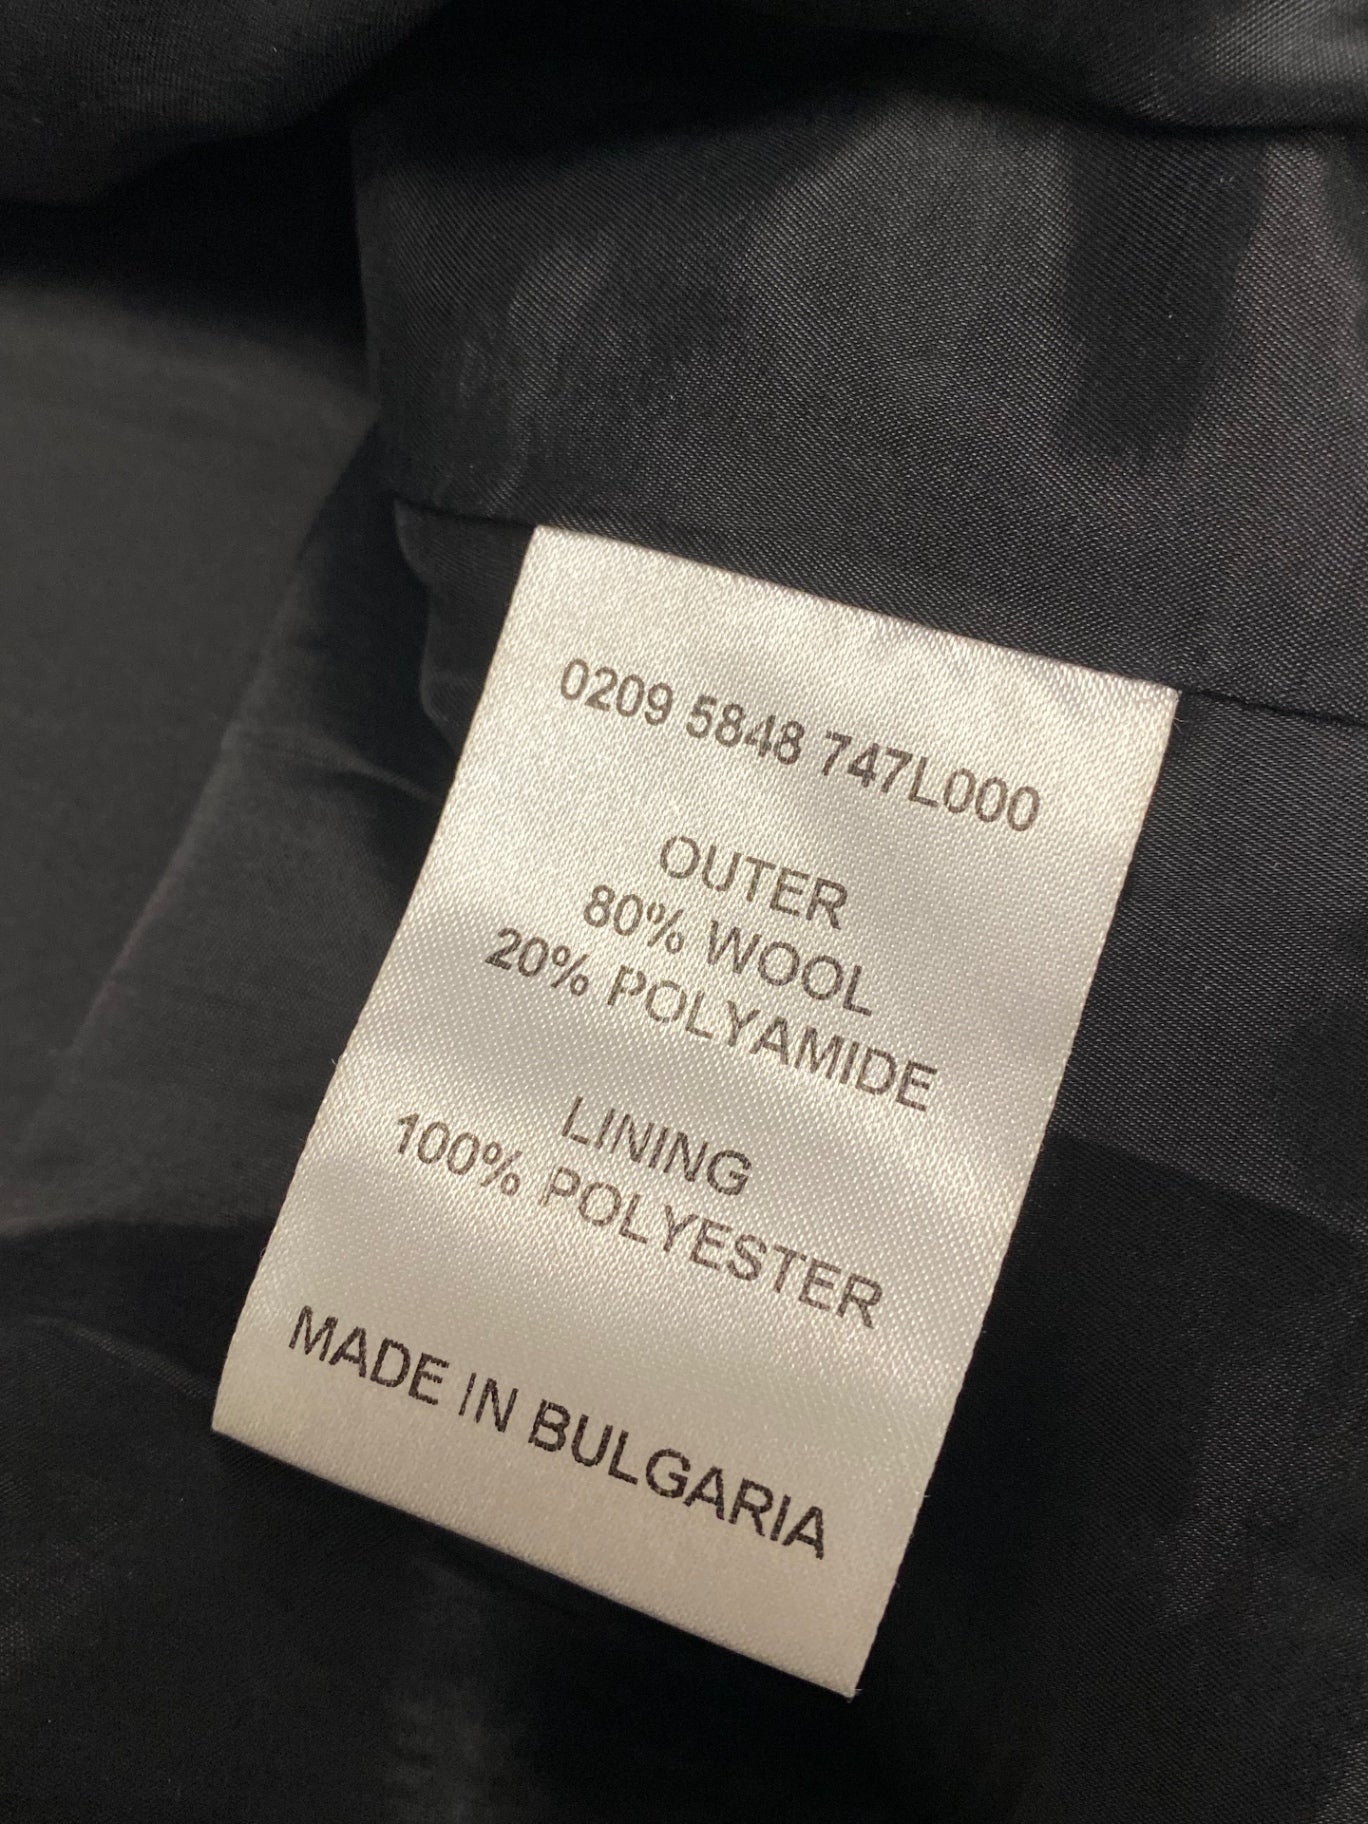 0209 5848 747L000
OUTER
80% WOOL
20% POLYAMIDE
LINING
100% POLYESTER
MADE IN BULGARIA